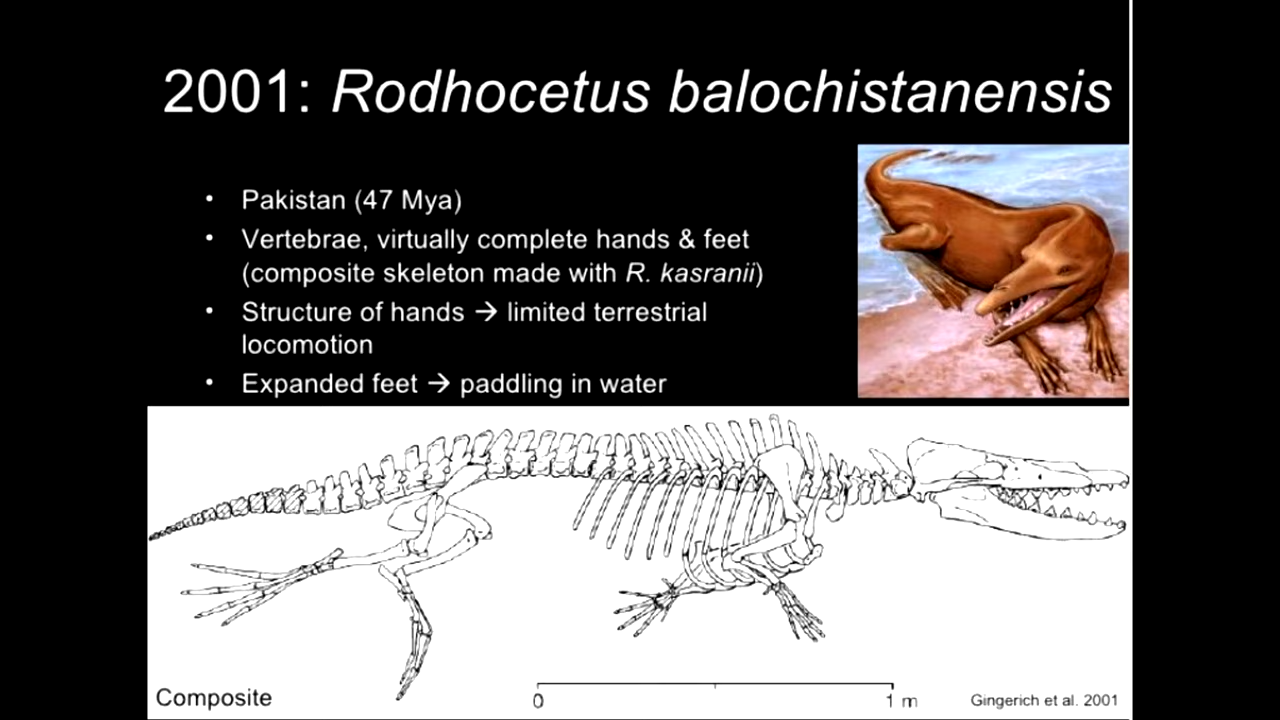 2001: Rodhocetus balochistanensis
• Pakistan (47 Mya)
• Vertebrae, virtually complete hands & feet
(composite skeleton made with R. kasranii)
• Structure of hands → limited terrestrial
locomotion
• Expanded feet → paddling in water
Composite
0 1 m
Gingerich et al. 2001